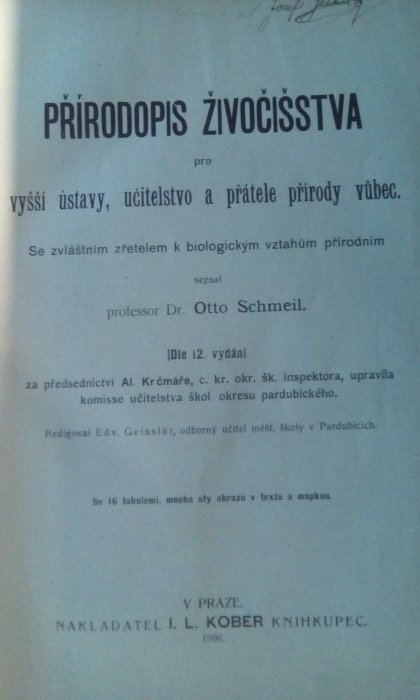 Josef
PŘÍRODOPIS ŽIVOČIŠSTVA
pro
vyšší ústavy, učitelstvo a přátele přírody vůbec.
Se zvláštním zřetelem k biologickým vztahům přírodním
sepsal
professor Dr. Otto Schmeil.
Dle 12. vydání
za předsednictví Al. Krčmáře, c. kr. okr. šk. inspektora, upravila
komisse učitelstva škol okresu pardubického.
Redigoval Edv. Geissler, odborný učitel měšť. školy v Pardubicích.
Se 16 tabulemi, mnoha sty obrazů v textu a mapkou.
V PRAZE.
NAKLADATEL I. L. KOBER KNIHKUPEC.
1906